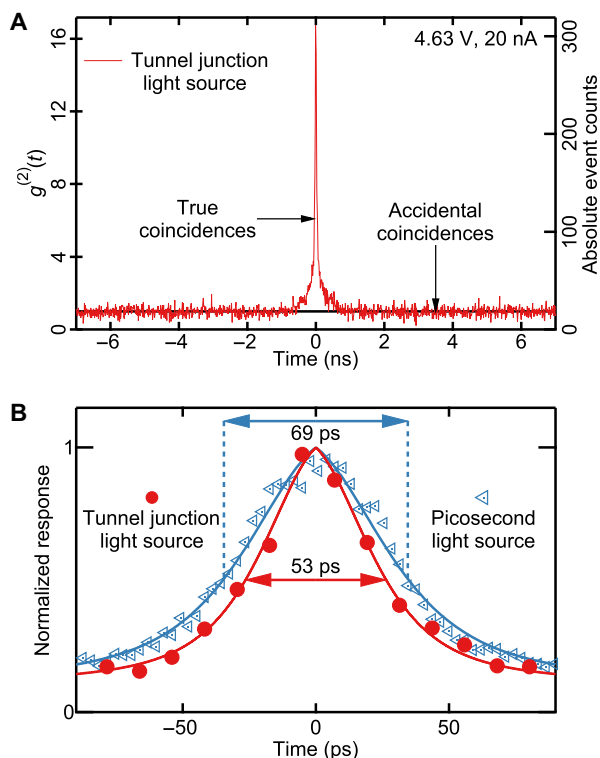 A
16
12
8
4
0
g(2)(t)
Tunnel junction
light source
4.63 V, 20 nA
300
200
100
0
Absolute event counts
True
coincidences
Accidental
coincidences
−6 −4 −2 0 2 4 6
Time (ns)
B
1
0
Normalized response
69 ps
Tunnel junction
light source
Picosecond
light source
53 ps
−50 0 50
Time (ps)